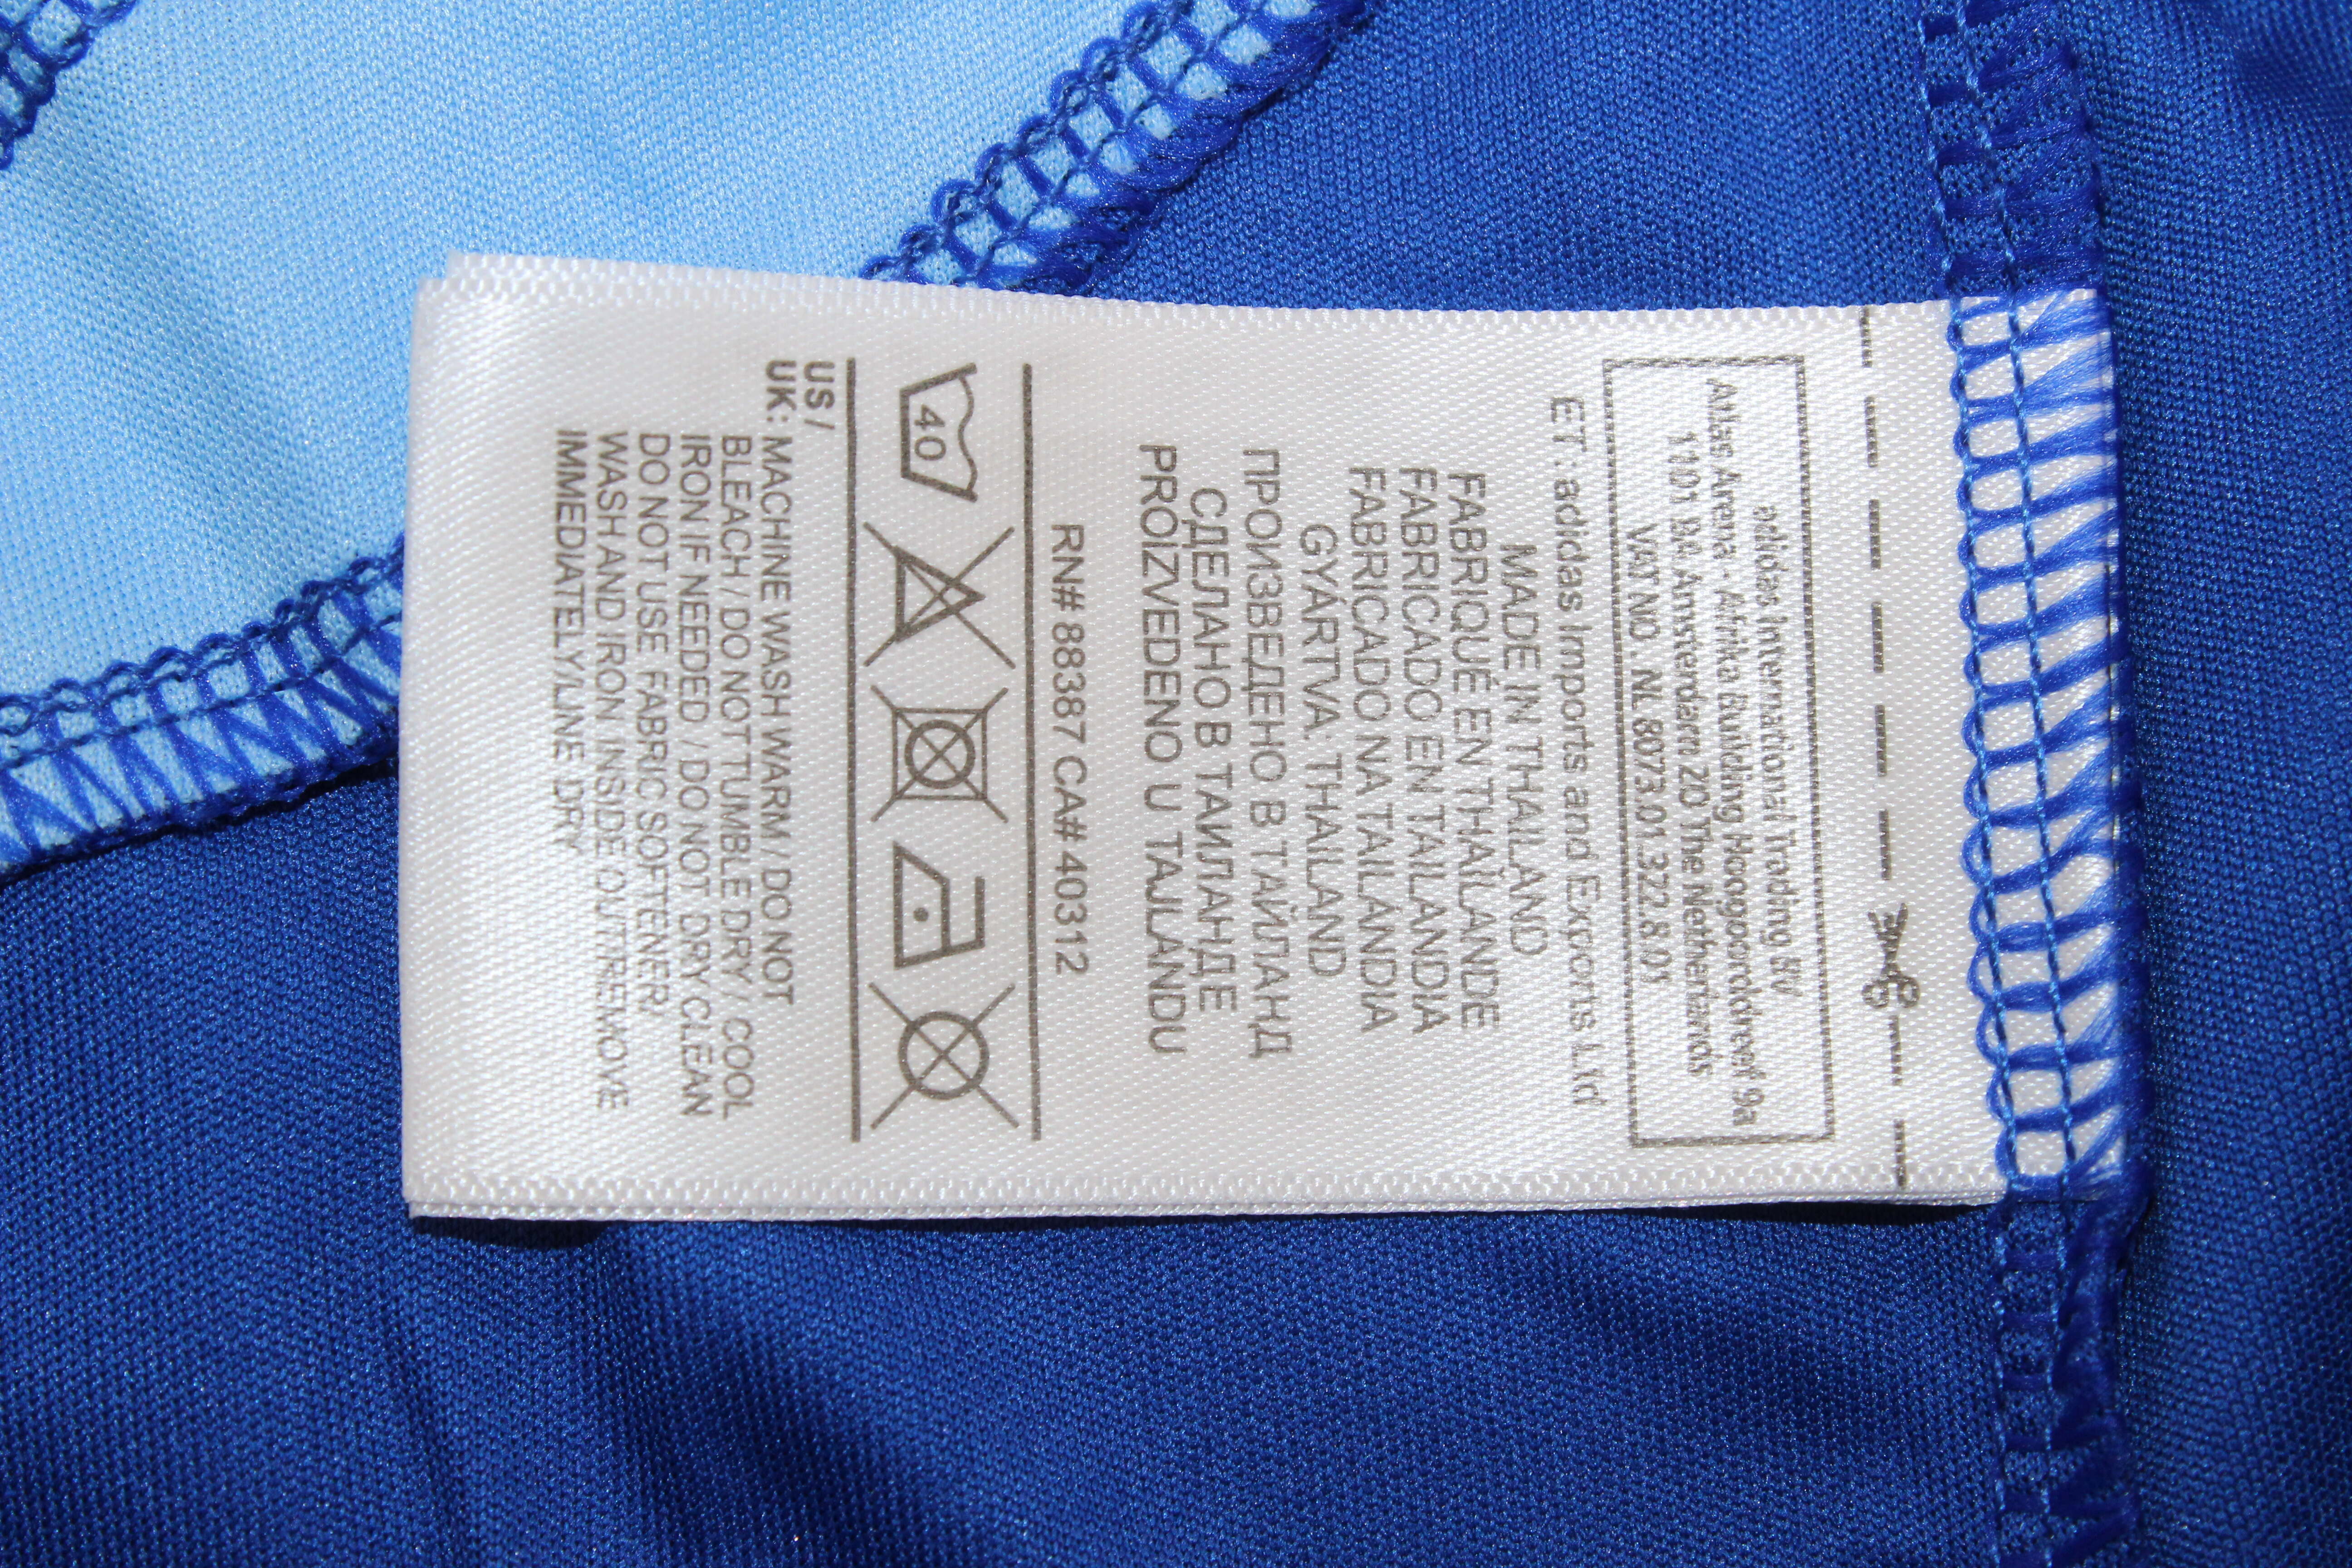 adidas International Trading BV
Atlas Arena - Afrika Building Hoogoorddreef 9a
1101 BA Amsterdam ZO The Netherlands
VAT NO. NL 8073.01.322.8.01
ET:adidas Imports and Exports Ltd
MADE IN THAILAND
FABRIQUÉ EN THAÏLANDE
FABRICADO EN TAILANDIA
FABRICADO NA TAILÂNDIA
GYÁRTVA: THAILAND
ПРОИЗВЕДЕНО В ТАЙЛАНД
СДЕЛАНО В ТАИЛАНДЕ
PROIZVEDENO U TAJLANDU
RN# 88387 CA# 40312
40
US /
UK: MACHINE WASH WARM / DO NOT
BLEACH / DO NOT TUMBLE DRY / COOL
IRON IF NEEDED / DO NOT DRY CLEAN
DO NOT USE FABRIC SOFTENER/
WASH AND IRON INSIDE OUT/REMOVE
IMMEDIATELY/LINE DRY